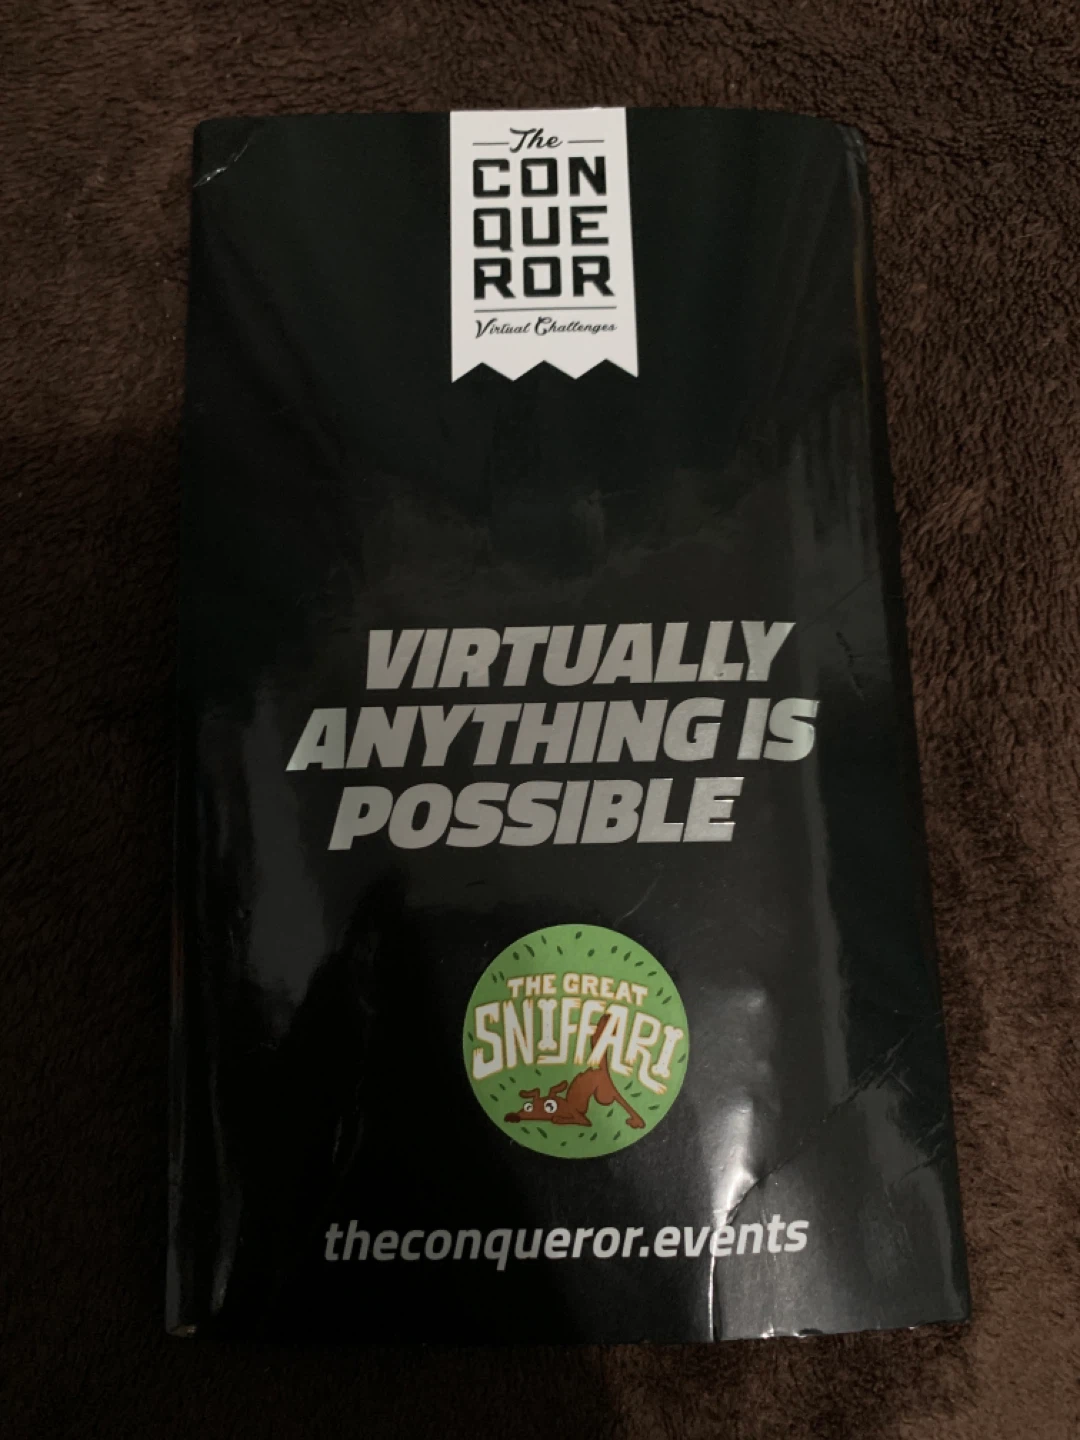 The
CON
QUE
ROR
Virtual Challenges
VIRTUALLY
ANYTHING IS
POSSIBLE
THE GREAT
SNIFFARI
theconqueror.events